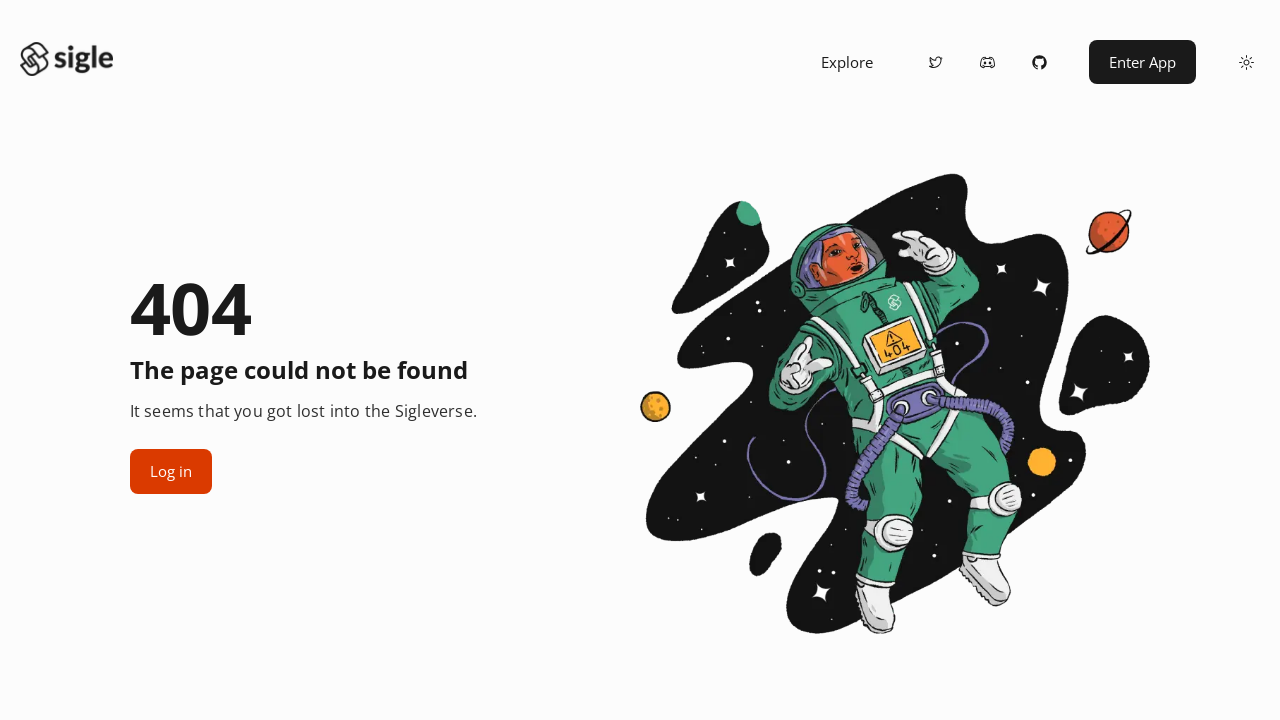 sigle
Explore
Enter App
404
The page could not be found
It seems that you got lost into the Sigleverse.
Log in
404